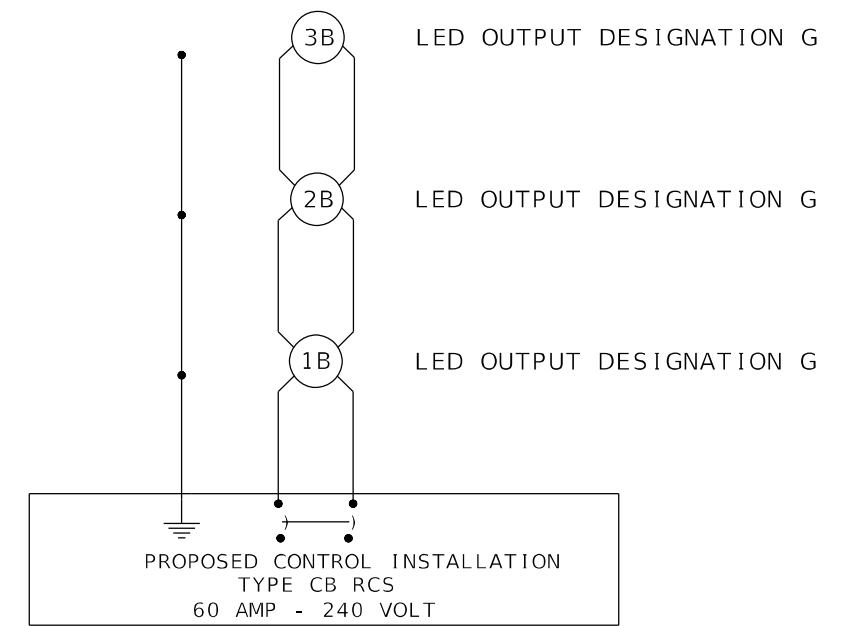 3B LED OUTPUT DESIGNATION G
2B LED OUTPUT DESIGNATION G
1B LED OUTPUT DESIGNATION G
PROPOSED CONTROL INSTALLATION
TYPE CB RCS
60 AMP - 240 VOLT